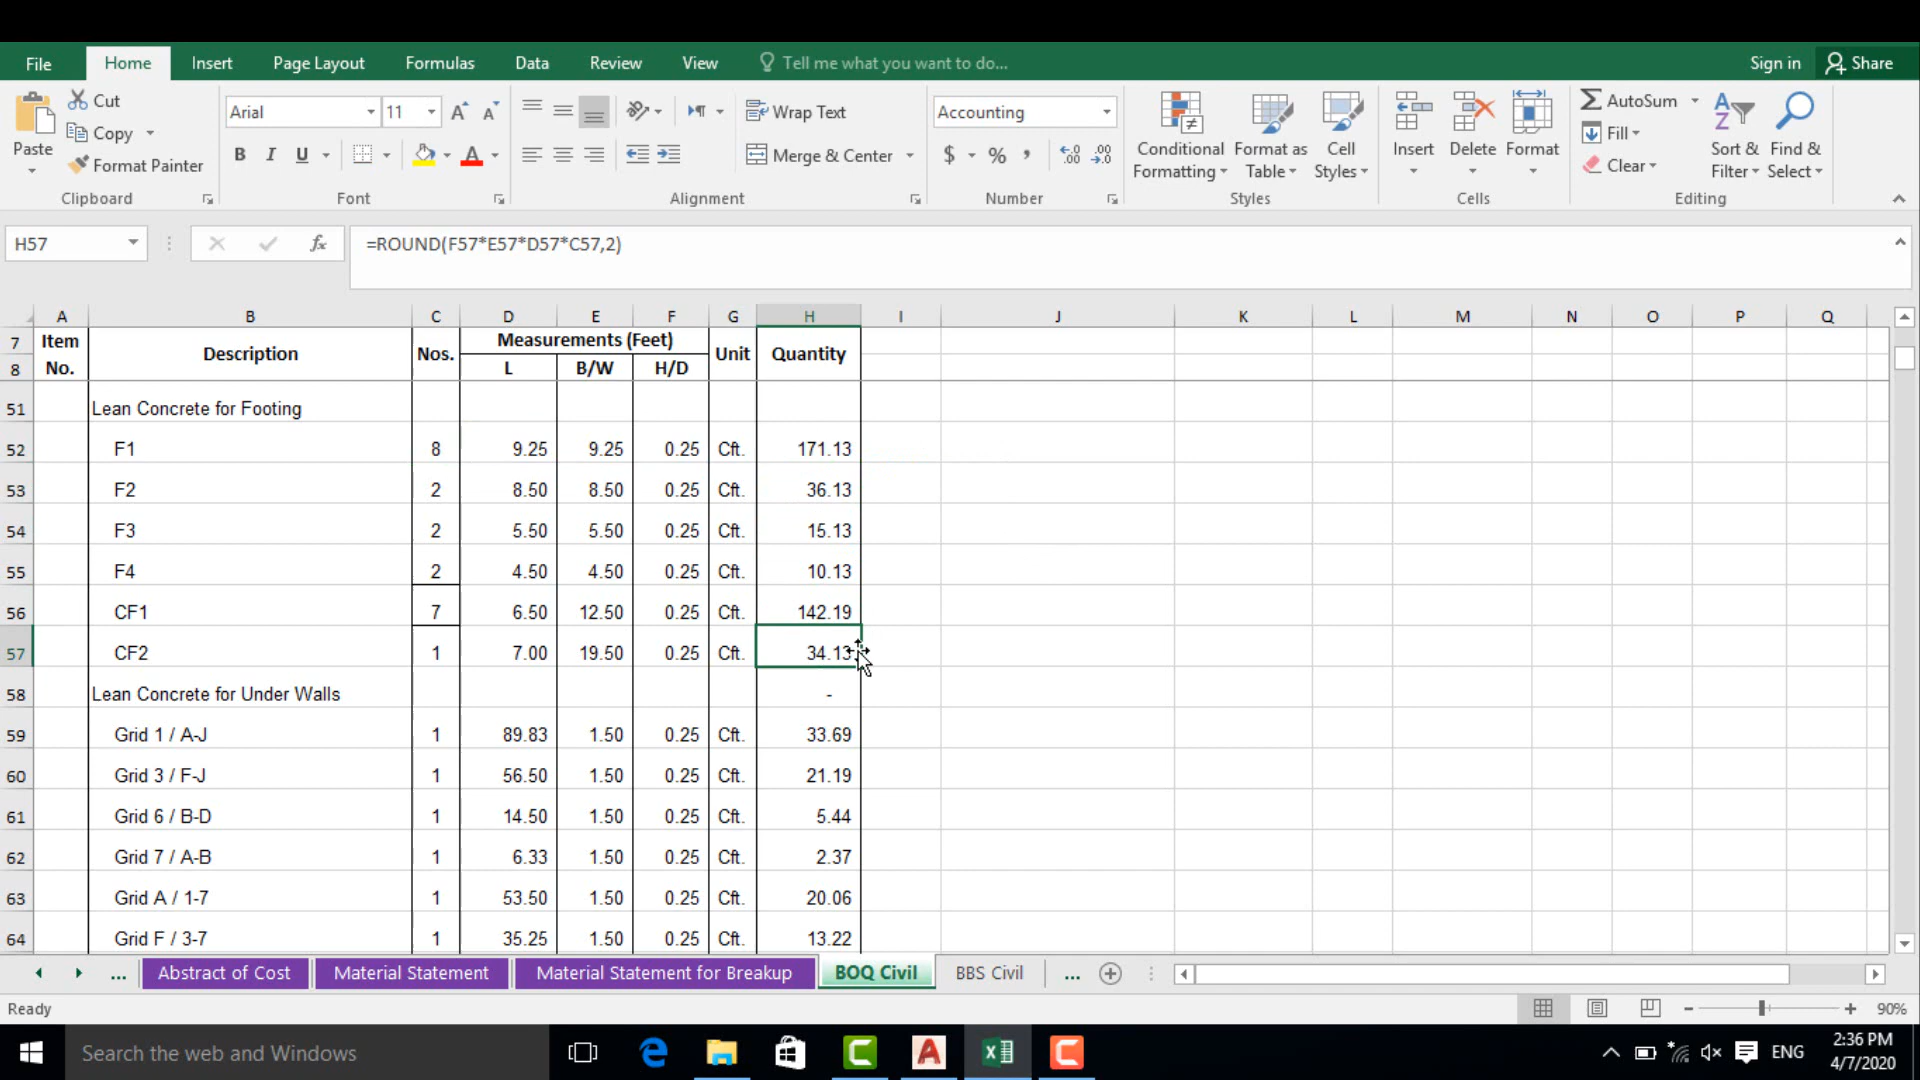 File Home Insert Page Layout Formulas Data Review View Tell me what you want to do... Sign in Share
Cut Arial 11 Wrap Text Accounting AutoSum
Copy Fill
Paste Format Painter B I U Merge & Center $ % , Conditional Formatting Format as Table Cell Styles Insert Delete Format Clear Sort & Filter Find & Select
Clipboard Font Alignment Number Styles Cells Editing
H57 fx =ROUND(F57*E57*D57*C57,2)
A B C D E F G H I J K L M N O P Q
7 Item Description Nos. Measurements (Feet) Unit Quantity
8 No. L B/W H/D
51 Lean Concrete for Footing
52 F1 8 9.25 9.25 0.25 Cft. 171.13
53 F2 2 8.50 8.50 0.25 Cft. 36.13
54 F3 2 5.50 5.50 0.25 Cft. 15.13
55 F4 2 4.50 4.50 0.25 Cft. 10.13
56 CF1 7 6.50 12.50 0.25 Cft. 142.19
57 CF2 1 7.00 19.50 0.25 Cft. 34.13
58 Lean Concrete for Under Walls -
59 Grid 1 / A-J 1 89.83 1.50 0.25 Cft. 33.69
60 Grid 3 / F-J 1 56.50 1.50 0.25 Cft. 21.19
61 Grid 6 / B-D 1 14.50 1.50 0.25 Cft. 5.44
62 Grid 7 / A-B 1 6.33 1.50 0.25 Cft. 2.37
63 Grid A / 1-7 1 53.50 1.50 0.25 Cft. 20.06
64 Grid F / 3-7 1 35.25 1.50 0.25 Cft. 13.22
... Abstract of Cost Material Statement Material Statement for Breakup BOQ Civil BBS Civil ...
Ready 90%
Search the web and Windows ENG 2:36 PM
4/7/2020